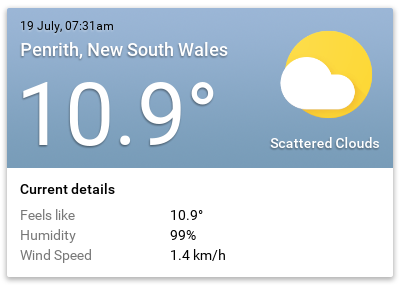 19 July, 07:31am
Penrith, New South Wales
10.9°
Scattered Clouds
Current details
Feels like 10.9°
Humidity 99%
Wind Speed 1.4 km/h